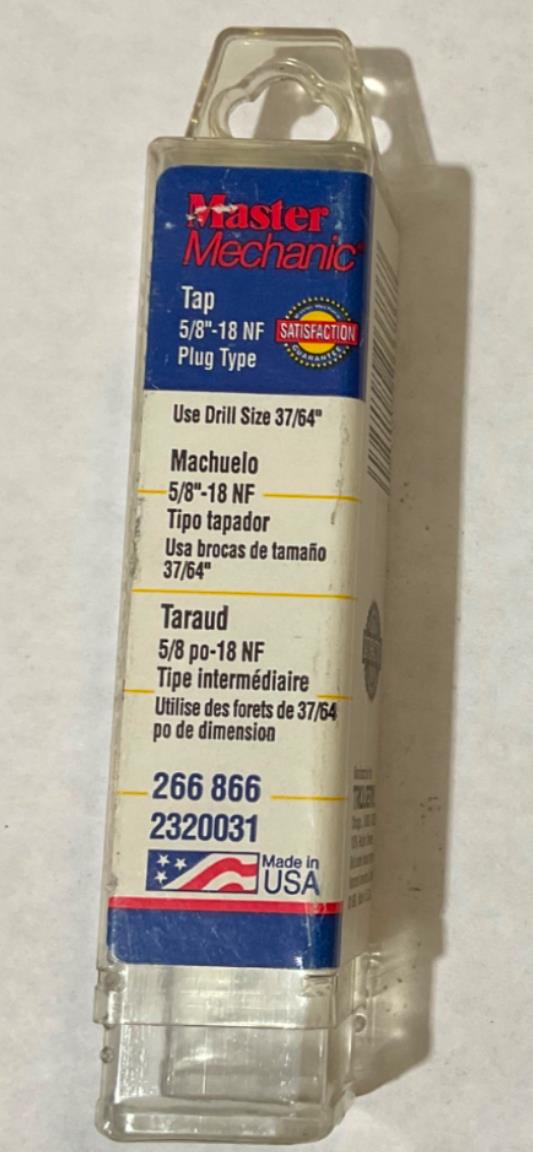 Master
Mechanic
Tap
5/8"-18 NF
Plug Type
SATISFACTION
GUARANTEE
Use Drill Size 37/64"
Machuelo
5/8"-18 NF
Tipo tapador
Usa brocas de tamaño
37/64"
Taraud
5/8 po-18 NF
Tipe intermédiaire
Utilise des forets de 37/64
po de dimension
266 866
2320031
Made in
USA